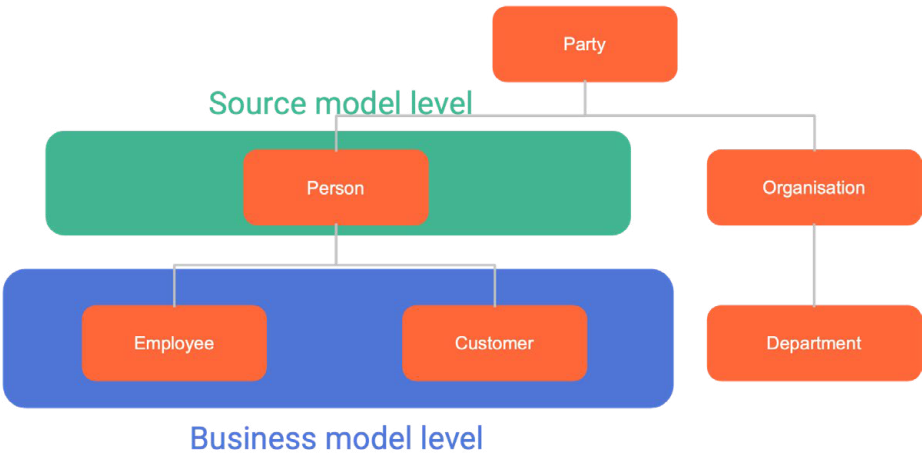 Party
Source model level
Person
Organisation
Employee
Customer
Department
Business model level